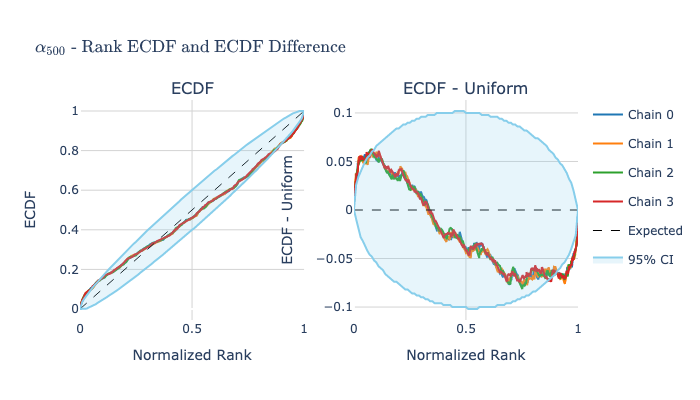 α₅₀₀ - Rank ECDF and ECDF Difference
ECDF
ECDF - Uniform
1
0.8
0.6
0.4
0.2
0
0
0.5
1
ECDF
Normalized Rank
0.1
0.05
0
−0.05
−0.1
0
0.5
1
ECDF - Uniform
Normalized Rank
Chain 0
Chain 1
Chain 2
Chain 3
Expected
95% CI